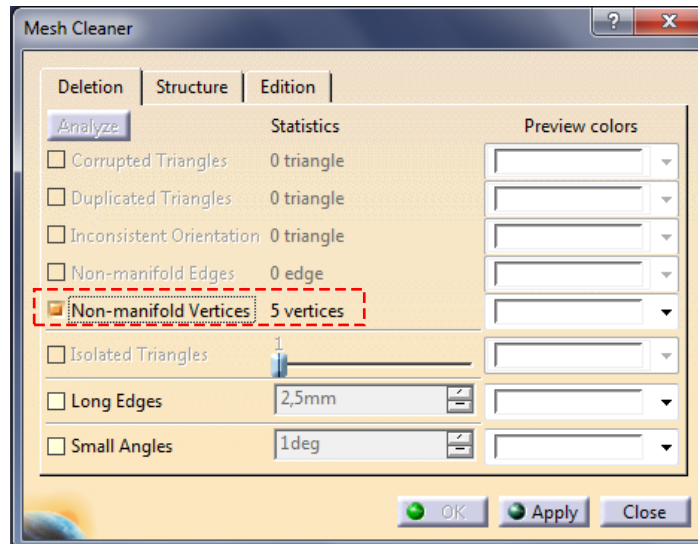 Mesh Cleaner
?
Deletion Structure Edition
Analyze Statistics Preview colors
Corrupted Triangles 0 triangle
Duplicated Triangles 0 triangle
Inconsistent Orientation 0 triangle
Non-manifold Edges 0 edge
Non-manifold Vertices 5 vertices
Isolated Triangles 1
Long Edges 2,5mm
Small Angles 1deg
OK Apply Close